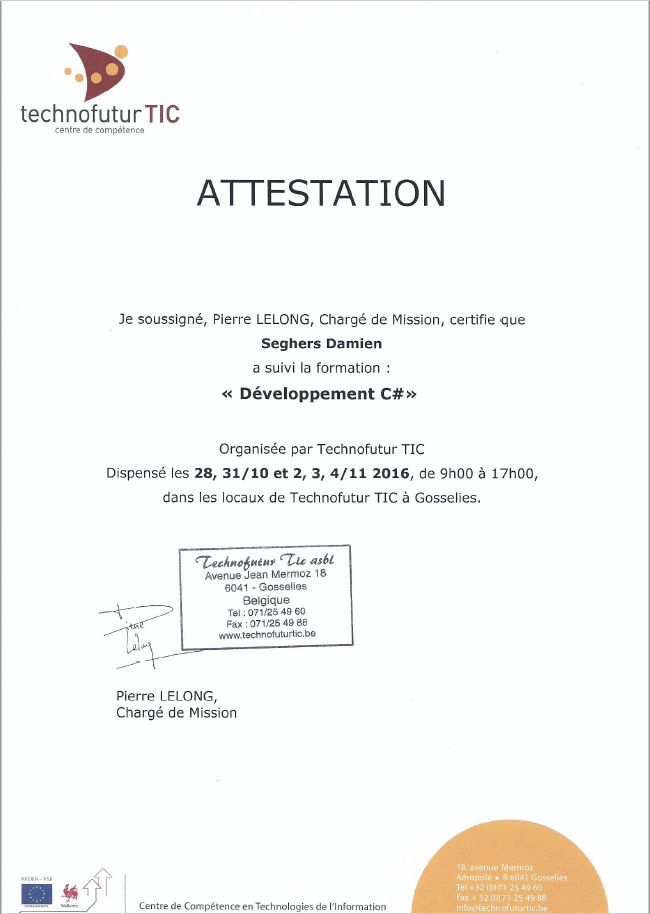 technofutur TIC
centre de compétence
ATTESTATION
Je soussigné, Pierre LELONG, Chargé de Mission, certifie que
Seghers Damien
a suivi la formation :
« Développement C#»
Organisée par Technofutur TIC
Dispensé les 28, 31/10 et 2, 3, 4/11 2016, de 9h00 à 17h00,
dans les locaux de Technofutur TIC à Gosselies.
Technofutur Tic asbl
Avenue Jean Mermoz 18
6041 - Gosselies
Belgique
Tel : 071/25 49 60
Fax : 071/25 49 88
www.technofuturtic.be
Pierre
Lelong
Pierre LELONG,
Chargé de Mission
FEDER - FSE
Wallonie
Centre de Compétence en Technologies de l'Information
18, avenue Mermoz
Aéropole • B 6041 Gosselies
Tél +32 (0)71 25 49 60
Fax + 32 (0)71 25 49 88
info@technofuturtic.be